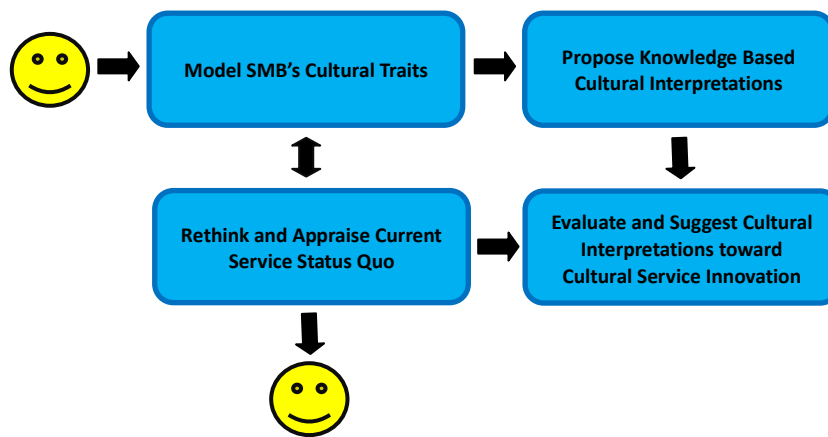 Model SMB's Cultural Traits
Propose Knowledge Based
Cultural Interpretations
Rethink and Appraise Current
Service Status Quo
Evaluate and Suggest Cultural
Interpretations toward
Cultural Service Innovation